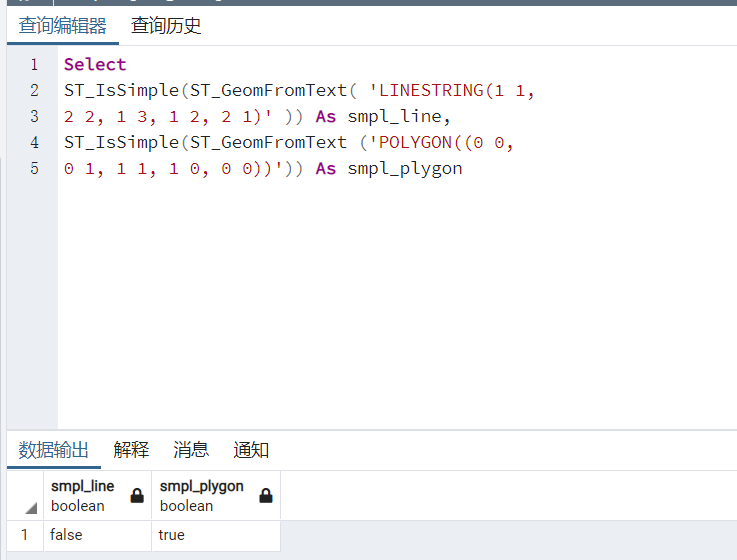 查询编辑器 查询历史
1 Select
2 ST_IsSimple(ST_GeomFromText( 'LINESTRING(1 1,
3 2 2, 1 3, 1 2, 2 1)' )) As smpl_line,
4 ST_IsSimple(ST_GeomFromText ('POLYGON((0 0,
5 0 1, 1 1, 1 0, 0 0))')) As smpl_plygon
数据输出 解释 消息 通知
smpl_line smpl_plygon
boolean boolean
1 false true